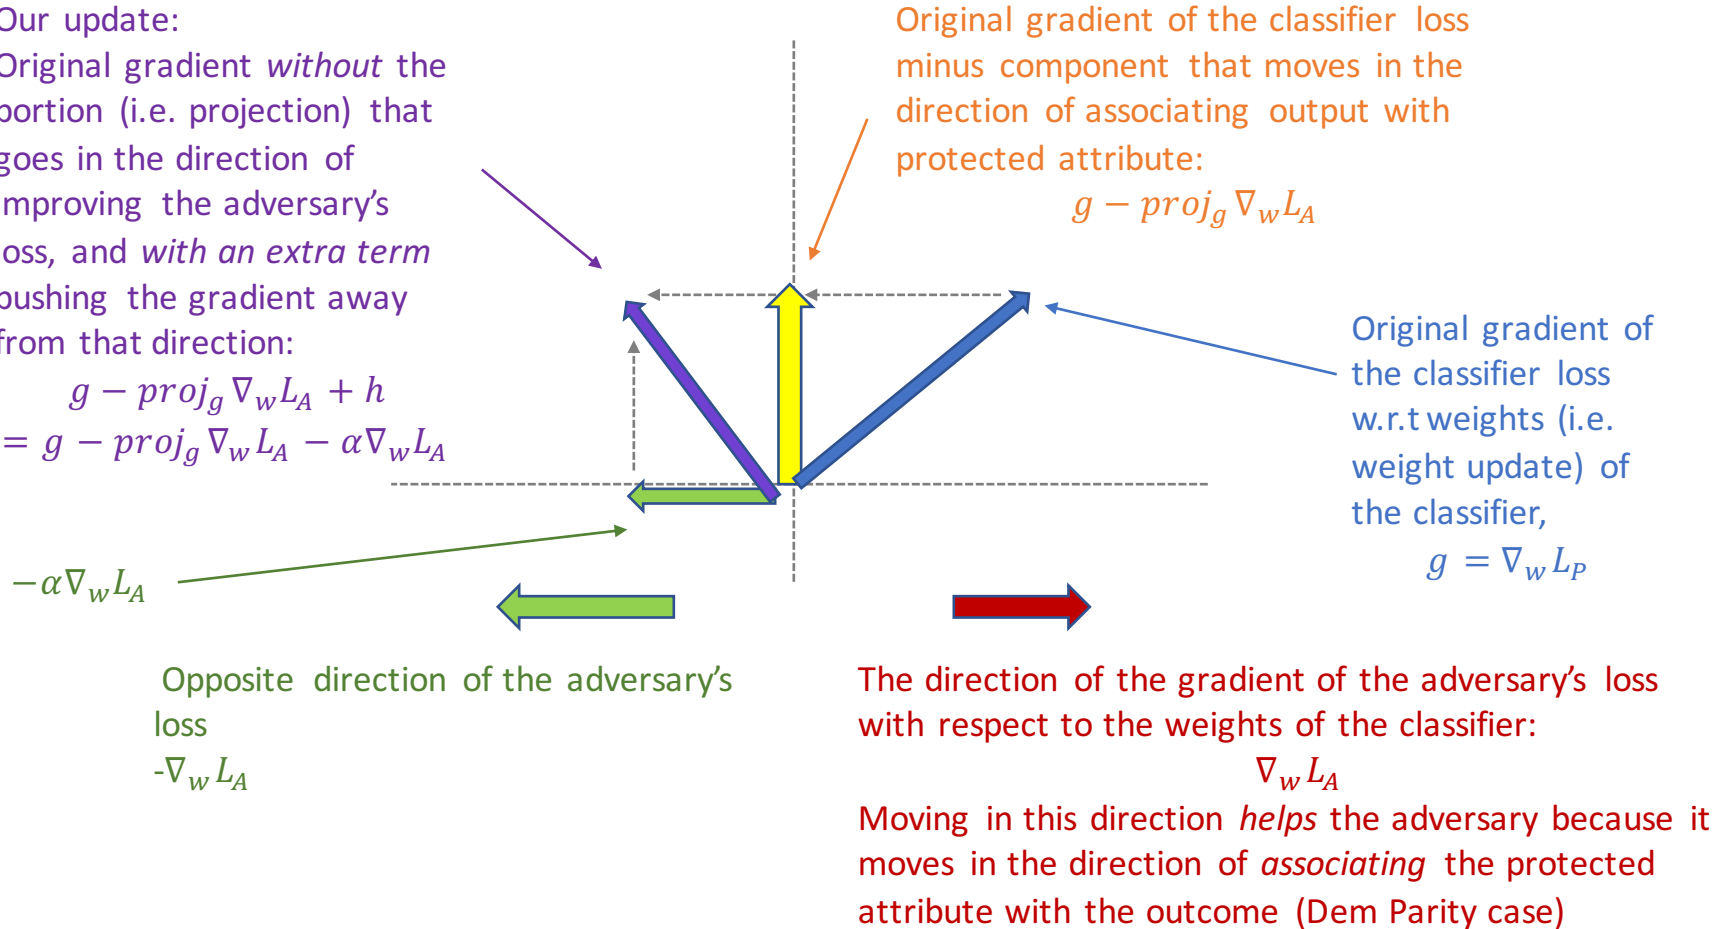 Our update:
Original gradient without the
portion (i.e. projection) that
goes in the direction of
mproving the adversary's
oss, and with an extra term
pushing the gradient away
from that direction:
g − proj_g ∇_w L_A + h
= g − proj_g ∇_w L_A − α∇_w L_A
Original gradient of the classifier loss
minus component that moves in the
direction of associating output with
protected attribute:
g − proj_g ∇_w L_A
Original gradient of
the classifier loss
w.r.t weights (i.e.
weight update) of
the classifier,
g = ∇_w L_P
−α∇_w L_A
Opposite direction of the adversary's
loss
-∇_w L_A
The direction of the gradient of the adversary's loss
with respect to the weights of the classifier:
∇_w L_A
Moving in this direction helps the adversary because it
moves in the direction of associating the protected
attribute with the outcome (Dem Parity case)